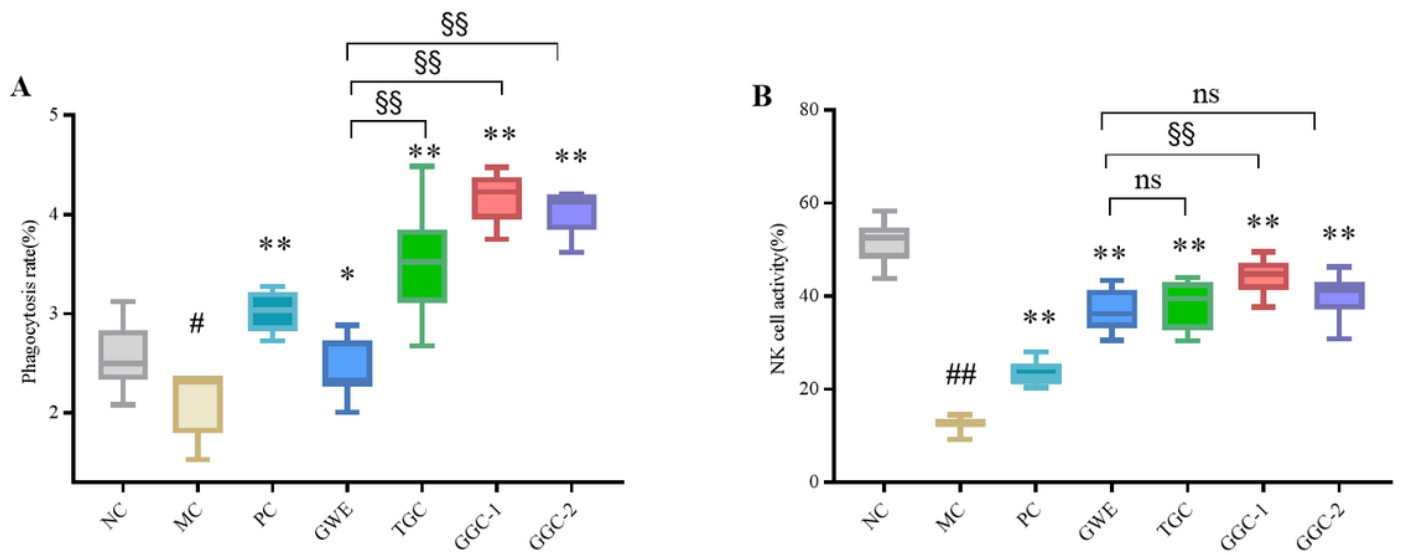 A
§§
§§
§§
Phagocytosis rate(%)
5
4
3
2
#
**
*
**
**
**
NC
MC
PC
GWE
TGC
GGC-1
GGC-2
B
ns
§§
ns
NK cell activity(%)
80
60
40
20
0
##
**
**
**
**
**
NC
MC
PC
GWE
TGC
GGC-1
GGC-2